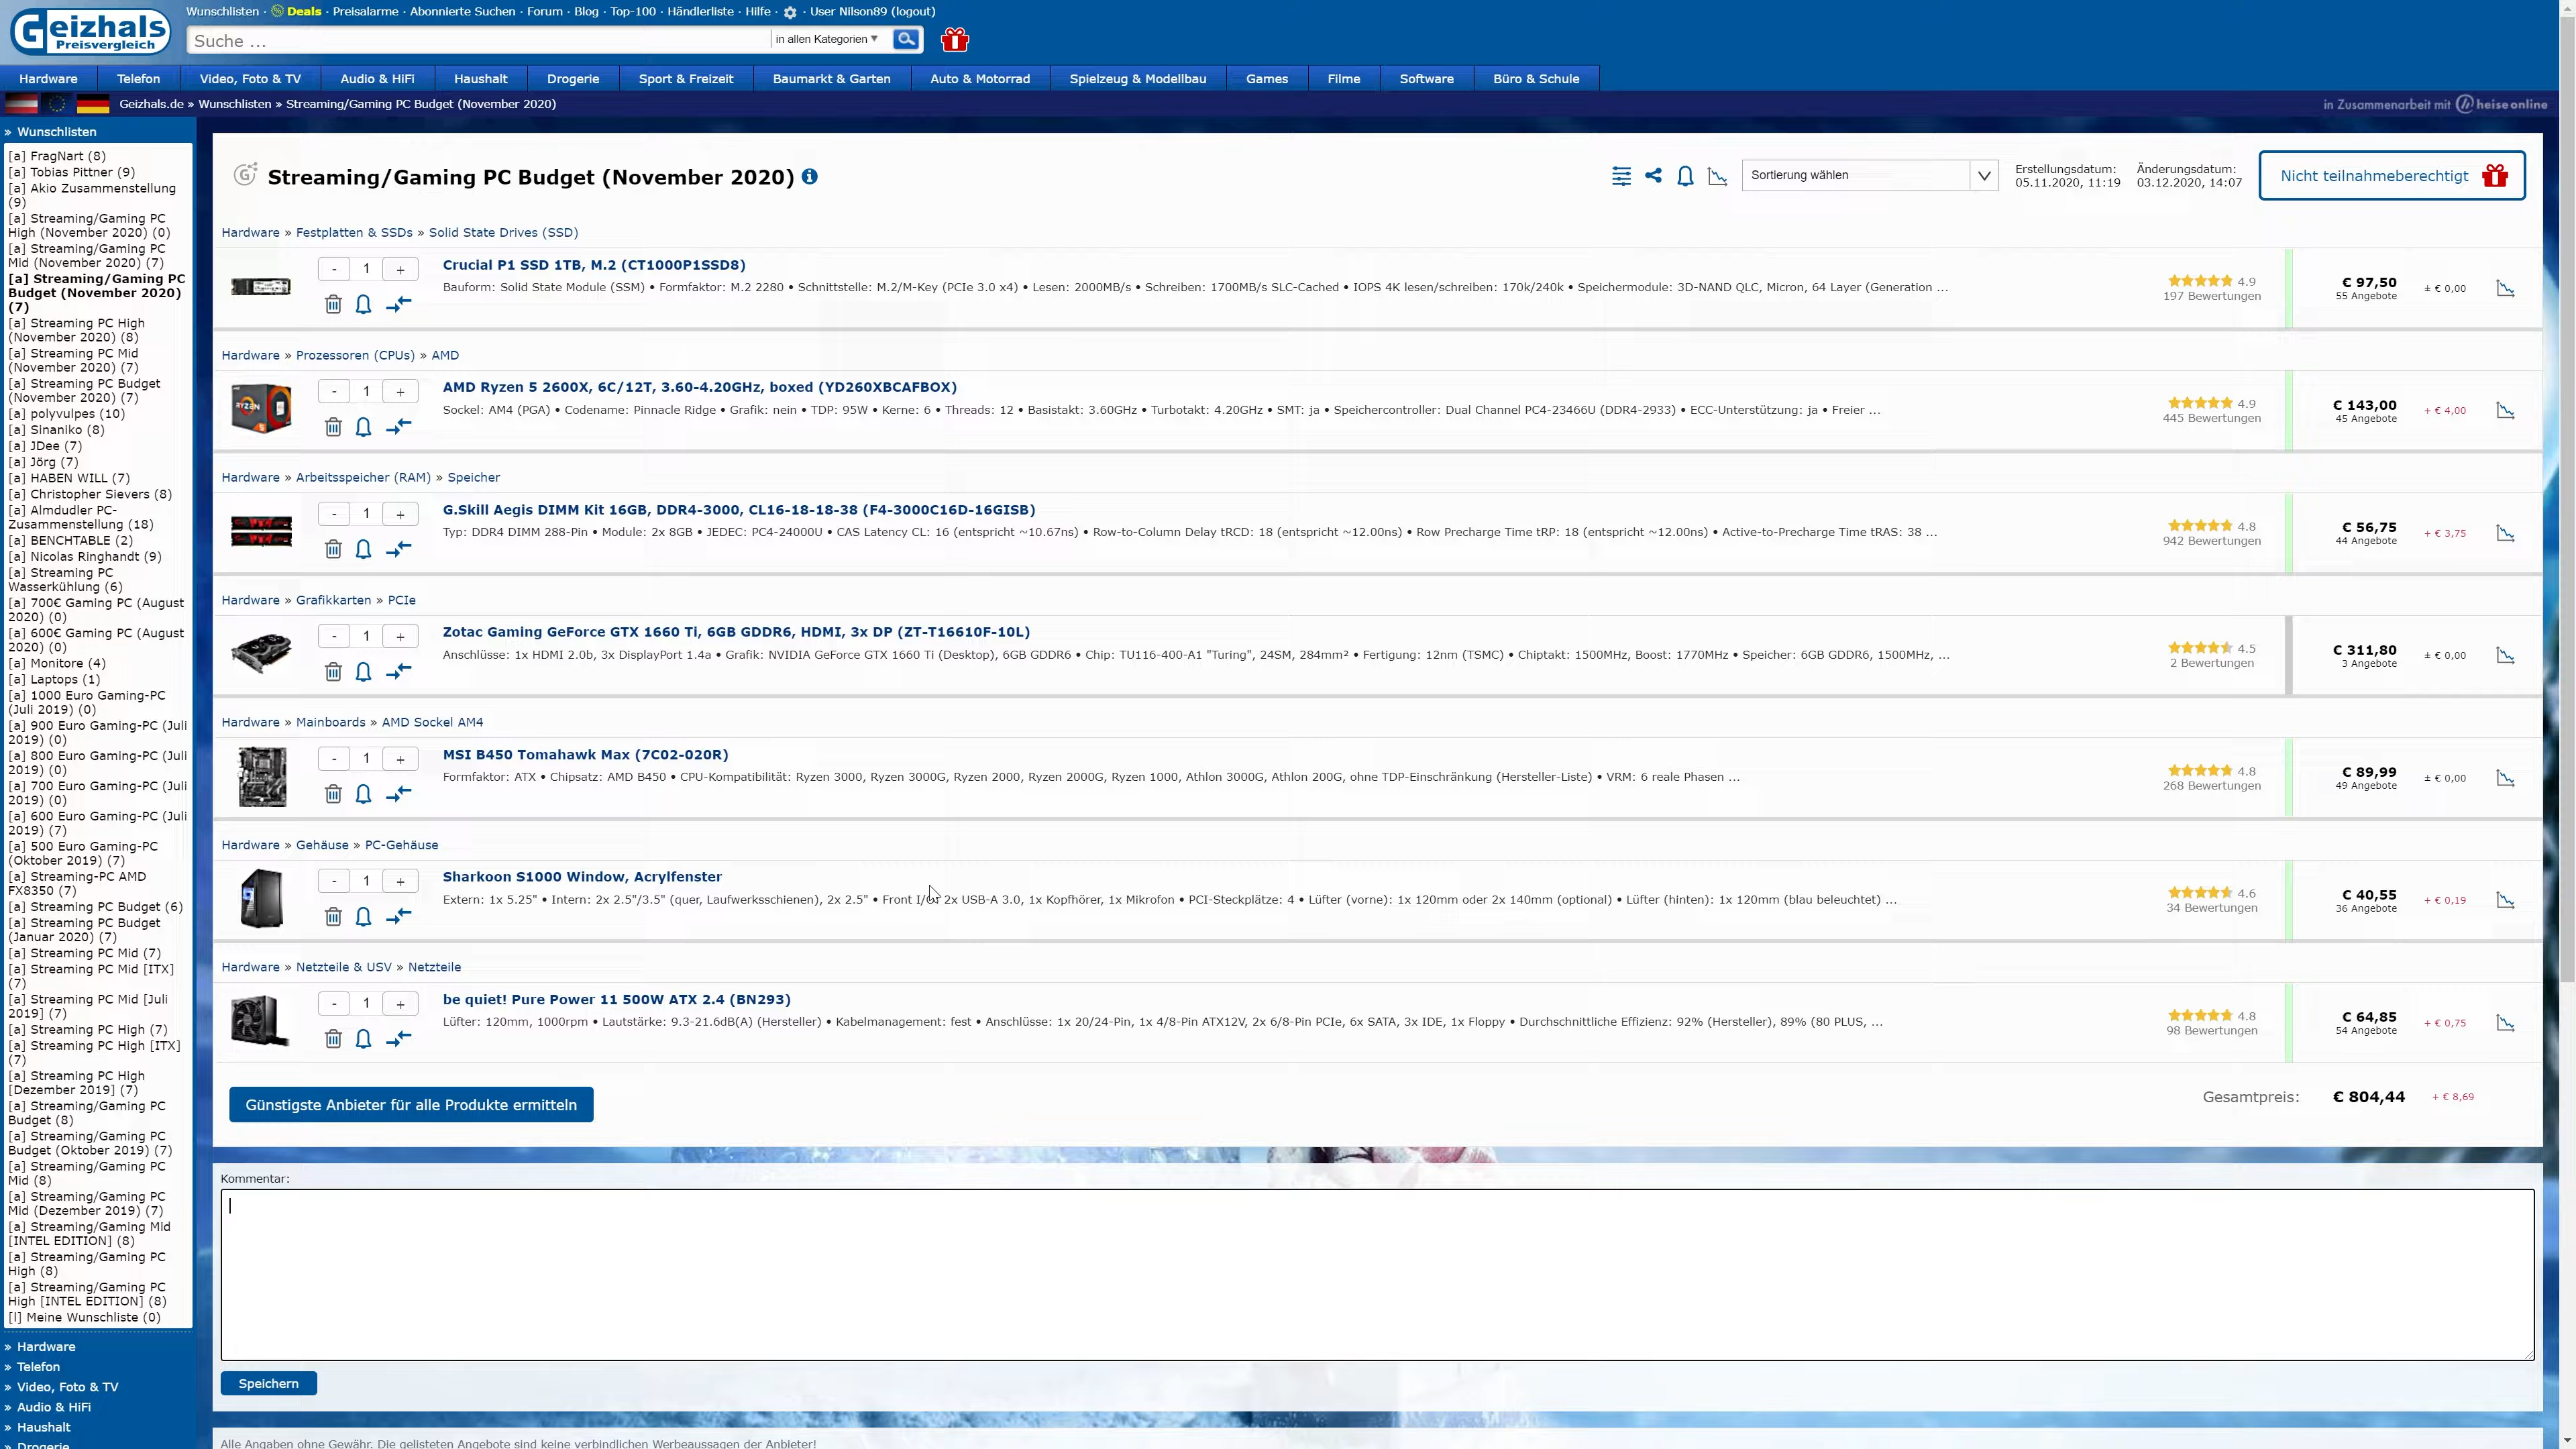 Geizhals
Preisvergleich
Wunschlisten · Deals · Preisalarme · Abonnierte Suchen · Forum · Blog · Top-100 · Händlerliste · Hilfe · · User Nilson89 (logout)
Suche ...
in allen Kategorien
Hardware Telefon Video, Foto & TV Audio & HiFi Haushalt Drogerie Sport & Freizeit Baumarkt & Garten Auto & Motorrad Spielzeug & Modellbau Games Filme Software Büro & Schule
Geizhals.de » Wunschlisten » Streaming/Gaming PC Budget (November 2020)
in Zusammenarbeit mit heise online
» Wunschlisten
[a] FragNart (8)
[a] Tobias Pittner (9)
[a] Akio Zusammenstellung
(9)
[a] Streaming/Gaming PC
High (November 2020) (0)
[a] Streaming/Gaming PC
Mid (November 2020) (7)
[a] Streaming/Gaming PC
Budget (November 2020)
(7)
[a] Streaming PC High
(November 2020) (8)
[a] Streaming PC Mid
(November 2020) (7)
[a] Streaming PC Budget
(November 2020) (7)
[a] polyvulpes (10)
[a] Sinaniko (8)
[a] JDee (7)
[a] Jörg (7)
[a] HABEN WILL (7)
[a] Christopher Sievers (8)
[a] Almdudler PC-
Zusammenstellung (18)
[a] BENCHTABLE (2)
[a] Nicolas Ringhandt (9)
[a] Streaming PC
Wasserkühlung (6)
[a] 700€ Gaming PC (August
2020) (0)
[a] 600€ Gaming PC (August
2020) (0)
[a] Monitore (4)
[a] Laptops (1)
[a] 1000 Euro Gaming-PC
(Juli 2019) (0)
[a] 900 Euro Gaming-PC (Juli
2019) (0)
[a] 800 Euro Gaming-PC (Juli
2019) (0)
[a] 700 Euro Gaming-PC (Juli
2019) (0)
[a] 600 Euro Gaming-PC (Juli
2019) (7)
[a] 500 Euro Gaming-PC
(Oktober 2019) (7)
[a] Streaming-PC AMD
FX8350 (7)
[a] Streaming PC Budget (6)
[a] Streaming PC Budget
(Januar 2020) (7)
[a] Streaming PC Mid (7)
[a] Streaming PC Mid [ITX]
(7)
[a] Streaming PC Mid [Juli
2019] (7)
[a] Streaming PC High (7)
[a] Streaming PC High [ITX]
(7)
[a] Streaming PC High
[Dezember 2019] (7)
[a] Streaming/Gaming PC
Budget (8)
[a] Streaming/Gaming PC
Budget (Oktober 2019) (7)
[a] Streaming/Gaming PC
Mid (8)
[a] Streaming/Gaming PC
Mid (Dezember 2019) (7)
[a] Streaming/Gaming Mid
[INTEL EDITION] (8)
[a] Streaming/Gaming PC
High (8)
[a] Streaming/Gaming PC
High [INTEL EDITION] (8)
[l] Meine Wunschliste (0)
» Hardware
» Telefon
» Video, Foto & TV
» Audio & HiFi
» Haushalt
» Drogerie
Streaming/Gaming PC Budget (November 2020)
Sortierung wählen
Erstellungsdatum:
05.11.2020, 11:19
Änderungsdatum:
03.12.2020, 14:07
Nicht teilnahmeberechtigt
Hardware » Festplatten & SSDs » Solid State Drives (SSD)
- 1 +
Crucial P1 SSD 1TB, M.2 (CT1000P1SSD8)
Bauform: Solid State Module (SSM) • Formfaktor: M.2 2280 • Schnittstelle: M.2/M-Key (PCIe 3.0 x4) • Lesen: 2000MB/s • Schreiben: 1700MB/s SLC-Cached • IOPS 4K lesen/schreiben: 170k/240k • Speichermodule: 3D-NAND QLC, Micron, 64 Layer (Generation ...
4.9
197 Bewertungen
€ 97,50
55 Angebote
± € 0,00
Hardware » Prozessoren (CPUs) » AMD
RYZEN
- 1 +
AMD Ryzen 5 2600X, 6C/12T, 3.60-4.20GHz, boxed (YD260XBCAFBOX)
Sockel: AM4 (PGA) • Codename: Pinnacle Ridge • Grafik: nein • TDP: 95W • Kerne: 6 • Threads: 12 • Basistakt: 3.60GHz • Turbotakt: 4.20GHz • SMT: ja • Speichercontroller: Dual Channel PC4-23466U (DDR4-2933) • ECC-Unterstützung: ja • Freier ...
4.9
445 Bewertungen
€ 143,00
45 Angebote
+ € 4,00
Hardware » Arbeitsspeicher (RAM) » Speicher
- 1 +
G.Skill Aegis DIMM Kit 16GB, DDR4-3000, CL16-18-18-38 (F4-3000C16D-16GISB)
Typ: DDR4 DIMM 288-Pin • Module: 2x 8GB • JEDEC: PC4-24000U • CAS Latency CL: 16 (entspricht ~10.67ns) • Row-to-Column Delay tRCD: 18 (entspricht ~12.00ns) • Row Precharge Time tRP: 18 (entspricht ~12.00ns) • Active-to-Precharge Time tRAS: 38 ...
4.8
942 Bewertungen
€ 56,75
44 Angebote
+ € 3,75
Hardware » Grafikkarten » PCIe
- 1 +
Zotac Gaming GeForce GTX 1660 Ti, 6GB GDDR6, HDMI, 3x DP (ZT-T16610F-10L)
Anschlüsse: 1x HDMI 2.0b, 3x DisplayPort 1.4a • Grafik: NVIDIA GeForce GTX 1660 Ti (Desktop), 6GB GDDR6 • Chip: TU116-400-A1 "Turing", 24SM, 284mm² • Fertigung: 12nm (TSMC) • Chiptakt: 1500MHz, Boost: 1770MHz • Speicher: 6GB GDDR6, 1500MHz, ...
4.5
2 Bewertungen
€ 311,80
3 Angebote
± € 0,00
Hardware » Mainboards » AMD Sockel AM4
- 1 +
MSI B450 Tomahawk Max (7C02-020R)
Formfaktor: ATX • Chipsatz: AMD B450 • CPU-Kompatibilität: Ryzen 3000, Ryzen 3000G, Ryzen 2000, Ryzen 2000G, Ryzen 1000, Athlon 3000G, Athlon 200G, ohne TDP-Einschränkung (Hersteller-Liste) • VRM: 6 reale Phasen ...
4.8
268 Bewertungen
€ 89,99
49 Angebote
± € 0,00
Hardware » Gehäuse » PC-Gehäuse
- 1 +
Sharkoon S1000 Window, Acrylfenster
Extern: 1x 5.25" • Intern: 2x 2.5"/3.5" (quer, Laufwerksschienen), 2x 2.5" • Front I/O: 2x USB-A 3.0, 1x Kopfhörer, 1x Mikrofon • PCI-Steckplätze: 4 • Lüfter (vorne): 1x 120mm oder 2x 140mm (optional) • Lüfter (hinten): 1x 120mm (blau beleuchtet) ...
4.6
34 Bewertungen
€ 40,55
36 Angebote
+ € 0,19
Hardware » Netzteile & USV » Netzteile
- 1 +
be quiet! Pure Power 11 500W ATX 2.4 (BN293)
Lüfter: 120mm, 1000rpm • Lautstärke: 9.3-21.6dB(A) (Hersteller) • Kabelmanagement: fest • Anschlüsse: 1x 20/24-Pin, 1x 4/8-Pin ATX12V, 2x 6/8-Pin PCIe, 6x SATA, 3x IDE, 1x Floppy • Durchschnittliche Effizienz: 92% (Hersteller), 89% (80 PLUS, ...
4.8
98 Bewertungen
€ 64,85
54 Angebote
+ € 0,75
Günstigste Anbieter für alle Produkte ermitteln
Gesamtpreis: € 804,44 + € 8,69
Kommentar:
Speichern
Alle Angaben ohne Gewähr. Die gelisteten Angebote sind keine verbindlichen Werbeaussagen der Anbieter!